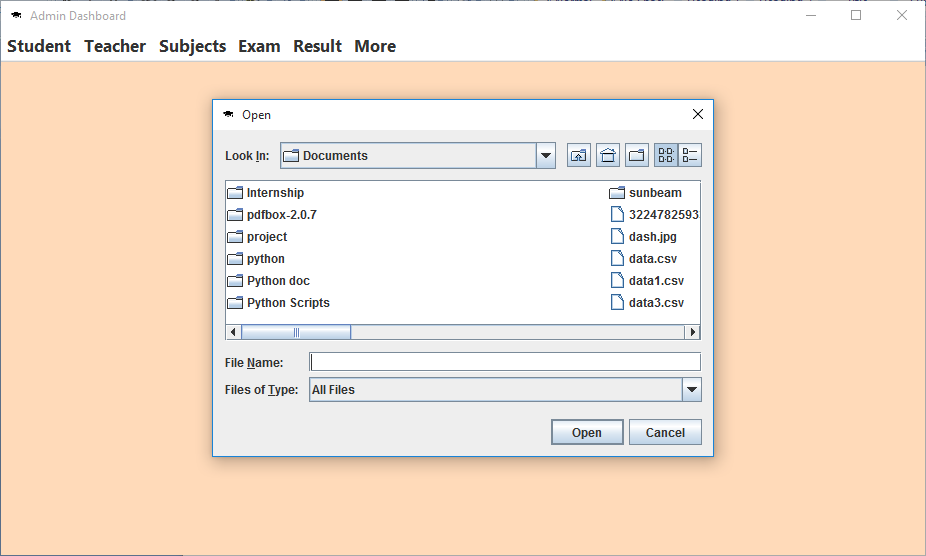 Admin Dashboard
Student Teacher Subjects Exam Result More
Open
Look In: Documents
Internship
pdfbox-2.0.7
project
python
Python doc
Python Scripts
sunbeam
3224782593
dash.jpg
data.csv
data1.csv
data3.csv
File Name:
Files of Type: All Files
Open Cancel